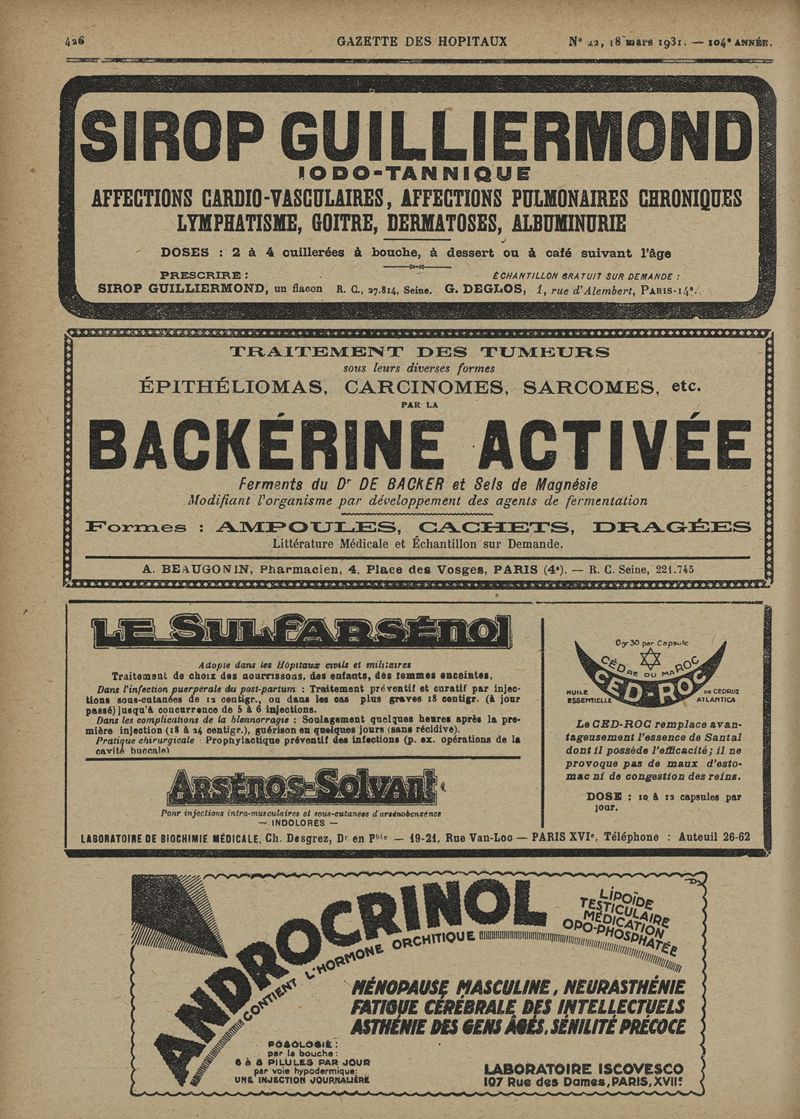 426 GAZETTE DES HOPITAUX N° 22, 18 mars 1931. — 104e ANNÉE.
SIROP GUILLIERMOND
IODO-TANNIQUE
AFFECTIONS CARDIO-VASCULAIRES, AFFECTIONS PULMONAIRES CHRONIQUES
LYMPHATISME, GOITRE, DERMATOSES, ALBUMINURIE
DOSES : 2 à 4 cuillerées à bouche, à dessert ou à café suivant l'âge
PRESCRIRE : ÉCHANTILLON GRATUIT SUR DEMANDE :
SIROP GUILLIERMOND, un flacon R. C., 27.814, Seine. G. DEGLOS, 1, rue d'Alembert, PARIS-14e.
TRAITEMENT DES TUMEURS
sous leurs diverses formes
ÉPITHÉLIOMAS, CARCINOMES, SARCOMES, etc.
PAR LA
BACKÉRINE ACTIVÉE
Ferments du Dr DE BACKER et Sels de Magnésie
Modifiant l'organisme par développement des agents de fermentation
Formes : AMPOULES, CACHETS, DRAGÉES
Littérature Médicale et Échantillon sur Demande.
A. BEAUGONIN, Pharmacien, 4, Place des Vosges, PARIS (4e). — R. C. Seine, 221.745
LE SULFARSÉNOL
Adopté dans les Hôpitaux civils et militaires
Traitement de choix des nourrissons, des enfants, des femmes enceintes,
Dans l'infection puerpérale du post-partum : Traitement préventif et curatif par injec-
tions sous-cutanées de 12 centigr., ou dans les cas plus graves 18 centigr. (à jour
passé) jusqu'à concurrence de 5 à 6 injections.
Dans les complications de la blennorragie : Soulagement quelques heures après la pre-
mière injection (18 à 24 centigr.), guérison en quelques jours (sans récidive).
Pratique chirurgicale : Prophylactique préventif des infections (p. ex. opérations de la
cavité buccale)
ARSÉNOS-SOLVANT
Pour injections intra-musculaires et sous-cutanées d'arsénobenzènes
— INDOLORES —
0gr30 par Capsule
CÈDRE DU MAROC
CED-ROC
HUILE ESSENTIELLE DE CEDRUS ATLANTICA
Le CED-ROC remplace avan-
tageusement l'essence de Santal
dont il possède l'efficacité ; il ne
provoque pas de maux d'esto-
mac ni de congestion des reins.
DOSE : 10 à 12 capsules par
jour.
LABORATOIRE DE BIOCHIMIE MÉDICALE, Ch. Desgrez, Dr en Phie — 19-21, Rue Van-Loo — PARIS XVIe, Téléphone : Auteuil 26-62
ANDROCRINOL
CONTIENT L'HORMONE ORCHITIQUE
LIPOÏDE
TESTICULAIRE
MÉDICATION
OPO-PHOSPHATÉE
MÉNOPAUSE MASCULINE, NEURASTHÉNIE
FATIGUE CÉRÉBRALE DES INTELLECTUELS
ASTHÉNIE DES GENS ÂGÉS, SÉNILITÉ PRÉCOCE
POSOLOGIE :
par la bouche :
6 à 8 PILULES PAR JOUR
par voie hypodermique :
UNE INJECTION JOURNALIÈRE
LABORATOIRE ISCOVESCO
107 Rue des Dames, PARIS, XVIIe